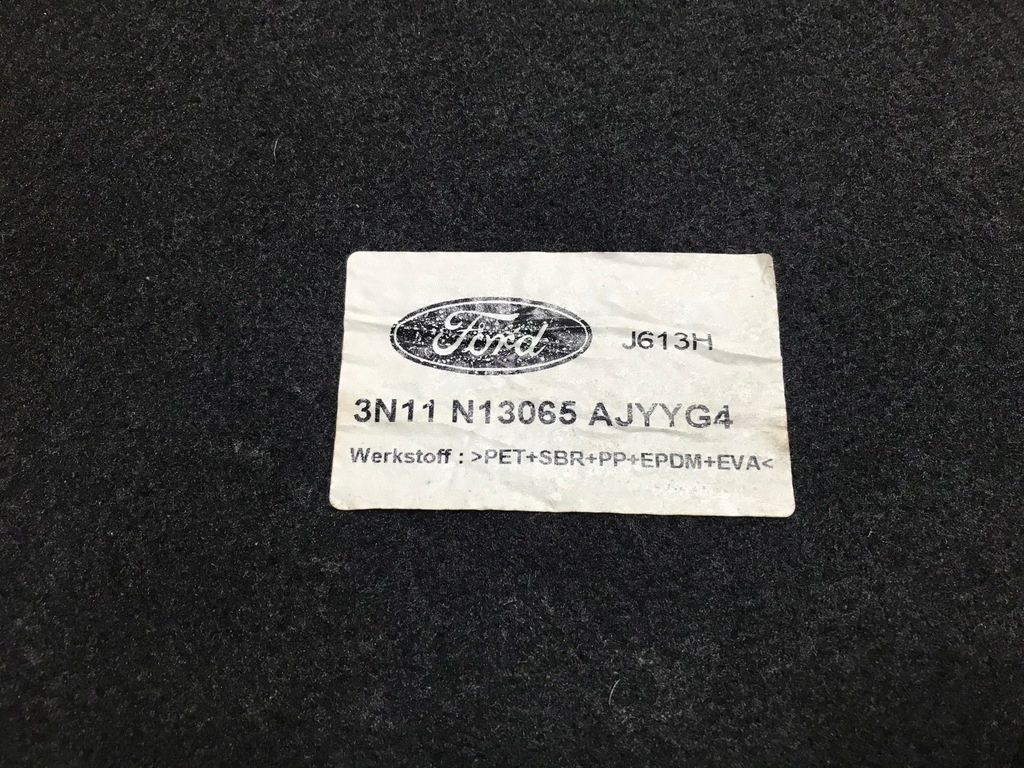 Ford J613H
3N11 N13065 AJYYG4
Werkstoff : >PET+SBR+PP+EPDM+EVA<